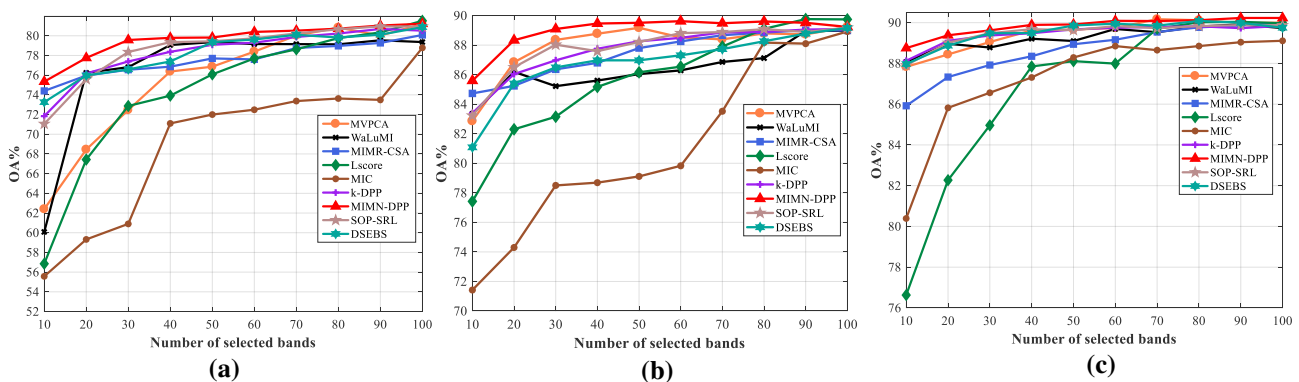 OA%
80
78
76
74
72
70
68
66
64
62
60
58
56
54
52
10 20 30 40 50 60 70 80 90 100
Number of selected bands
MVPCA
WaLuMI
MIMR-CSA
Lscore
MIC
k-DPP
MIMN-DPP
SOP-SRL
DSEBS
(a)
OA%
90
88
86
84
82
80
78
76
74
72
70
10 20 30 40 50 60 70 80 90 100
Number of selected bands
MVPCA
WaLuMI
MIMR-CSA
Lscore
MIC
k-DPP
MIMN-DPP
SOP-SRL
DSEBS
(b)
OA%
90
88
86
84
82
80
78
76
10 20 30 40 50 60 70 80 90 100
Number of selected bands
MVPCA
WaLuMI
MIMR-CSA
Lscore
MIC
k-DPP
MIMN-DPP
SOP-SRL
DSEBS
(c)